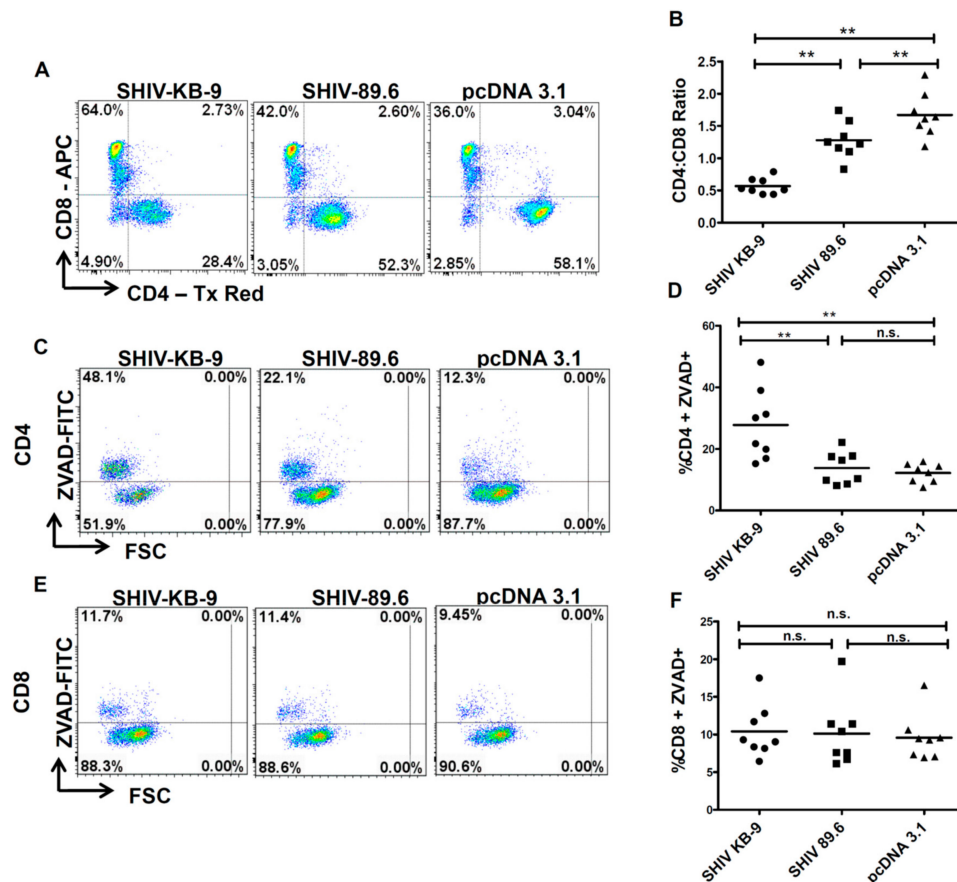 A
SHIV-KB-9 SHIV-89.6 pcDNA 3.1
64.0% 2.73% 42.0% 2.60% 36.0% 3.04%
CD8 - APC
4.90% 28.4% 3.05% 52.3% 2.85% 58.1%
CD4 – Tx Red
B
**
** **
CD4:CD8 Ratio
2.5
2.0
1.5
1.0
0.5
0.0
SHIV KB-9 SHIV 89.6 pcDNA 3.1
C
SHIV-KB-9 SHIV-89.6 pcDNA 3.1
48.1% 0.00% 22.1% 0.00% 12.3% 0.00%
CD4
ZVAD-FITC
51.9% 0.00% 77.9% 0.00% 87.7% 0.00%
FSC
D
**
** n.s.
%CD4 + ZVAD+
60
40
20
0
SHIV KB-9 SHIV 89.6 pcDNA 3.1
E
SHIV-KB-9 SHIV-89.6 pcDNA 3.1
11.7% 0.00% 11.4% 0.00% 9.45% 0.00%
CD8
ZVAD-FITC
88.3% 0.00% 88.6% 0.00% 90.6% 0.00%
FSC
F
n.s.
n.s. n.s.
%CD8 + ZVAD+
25
20
15
10
5
0
SHIV KB-9 SHIV 89.6 pcDNA 3.1